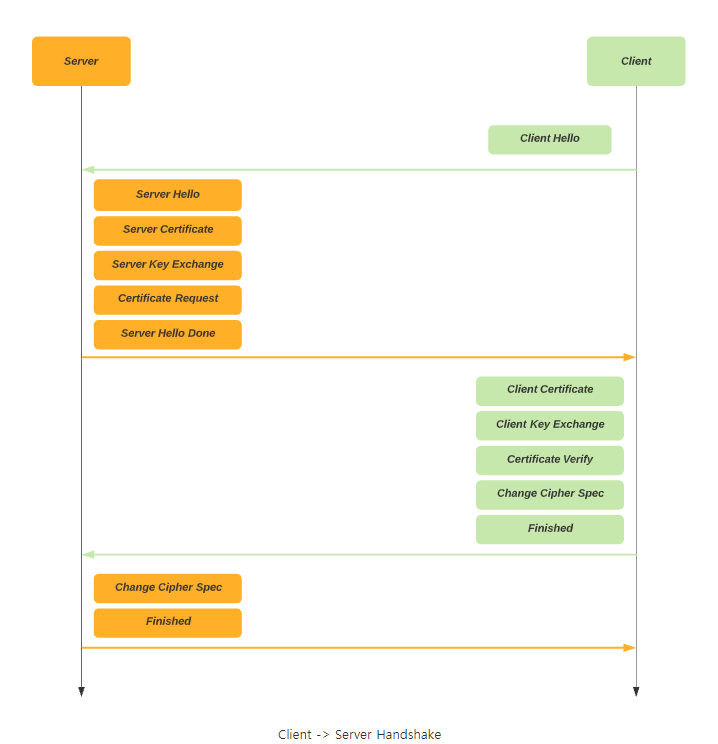 Server
Client
Client Hello
Server Hello
Server Certificate
Server Key Exchange
Certificate Request
Server Hello Done
Client Certificate
Client Key Exchange
Certificate Verify
Change Cipher Spec
Finished
Change Cipher Spec
Finished
Client -> Server Handshake